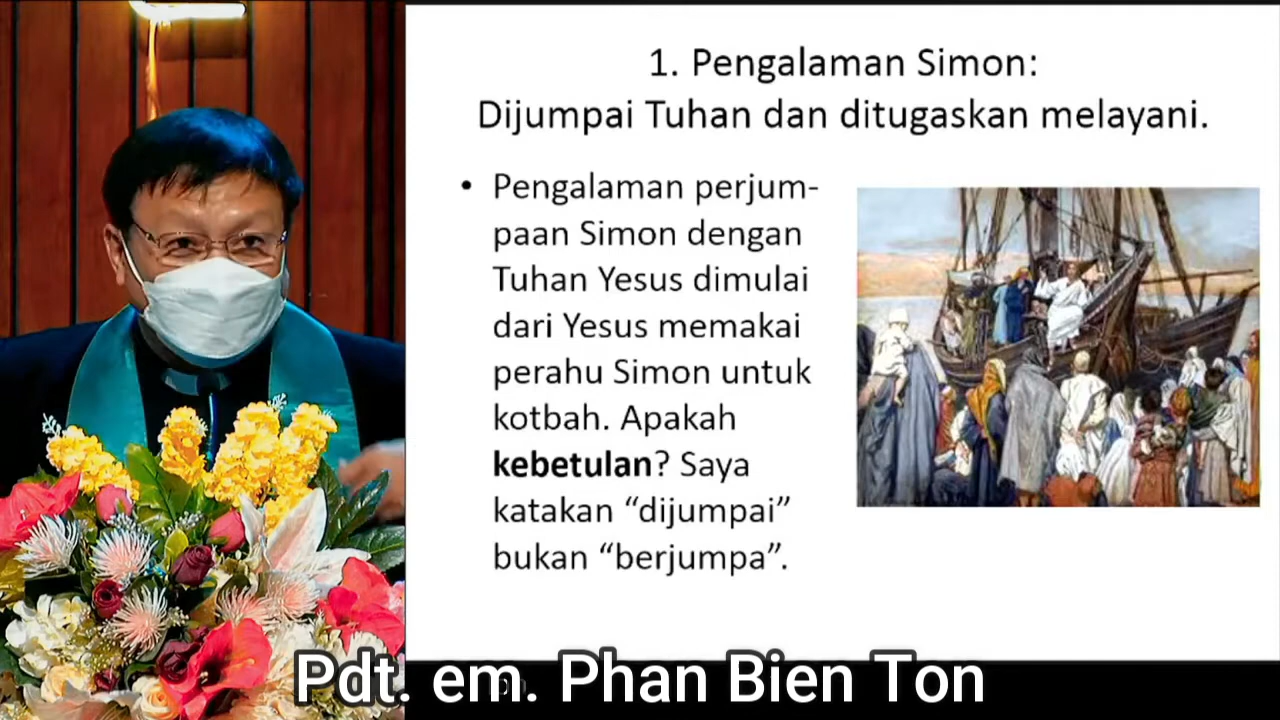 1. Pengalaman Simon:
Dijumpai Tuhan dan ditugaskan melayani.
• Pengalaman perjum-
paan Simon dengan
Tuhan Yesus dimulai
dari Yesus memakai
perahu Simon untuk
kotbah. Apakah
kebetulan? Saya
katakan “dijumpai”
bukan “berjumpa”.
Pdt. em. Phan Bien Ton